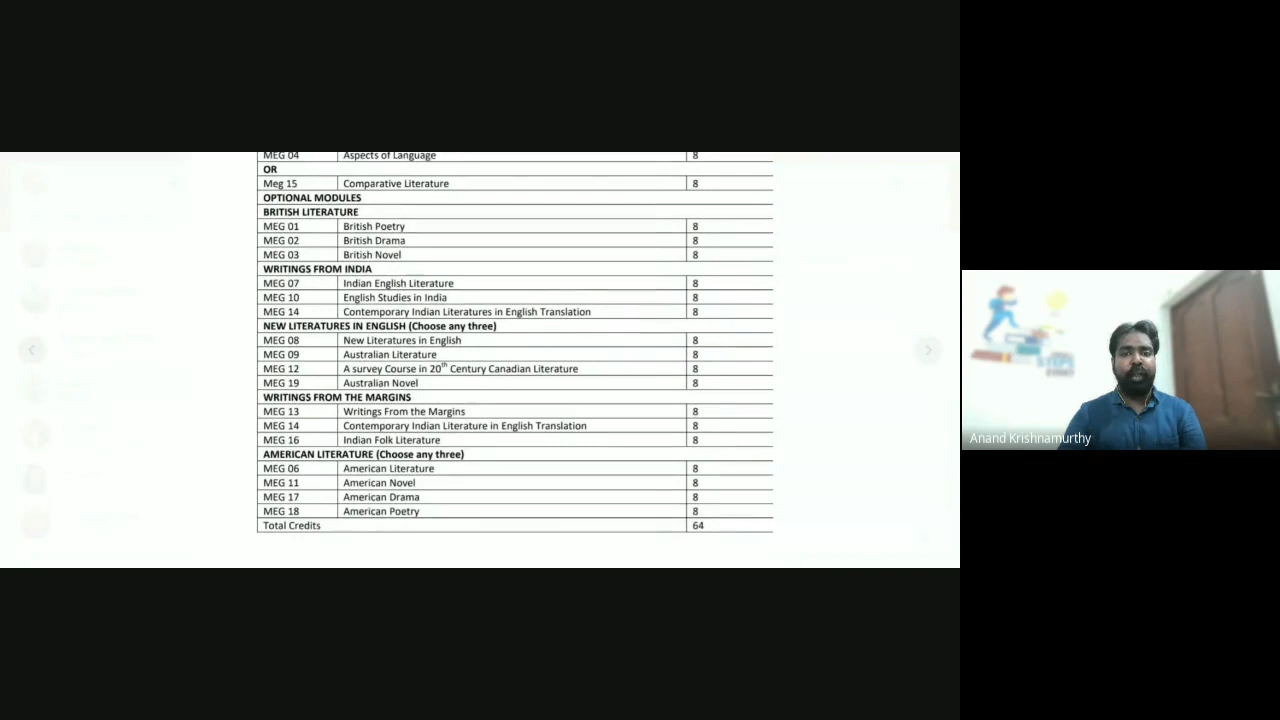 MEG 04 Aspects of Language 8
OR
Meg 15 Comparative Literature 8
OPTIONAL MODULES
BRITISH LITERATURE
MEG 01 British Poetry 8
MEG 02 British Drama 8
MEG 03 British Novel 8
WRITINGS FROM INDIA
MEG 07 Indian English Literature 8
MEG 10 English Studies in India 8
MEG 14 Contemporary Indian Literatures in English Translation 8
NEW LITERATURES IN ENGLISH (Choose any three)
MEG 08 New Literatures in English 8
MEG 09 Australian Literature 8
MEG 12 A survey Course in 20th Century Canadian Literature 8
MEG 19 Australian Novel 8
WRITINGS FROM THE MARGINS
MEG 13 Writings From the Margins 8
MEG 14 Contemporary Indian Literature in English Translation 8
MEG 16 Indian Folk Literature 8
AMERICAN LITERATURE (Choose any three)
MEG 06 American Literature 8
MEG 11 American Novel 8
MEG 17 American Drama 8
MEG 18 American Poetry 8
Total Credits 64
Anand Krishnamurthy